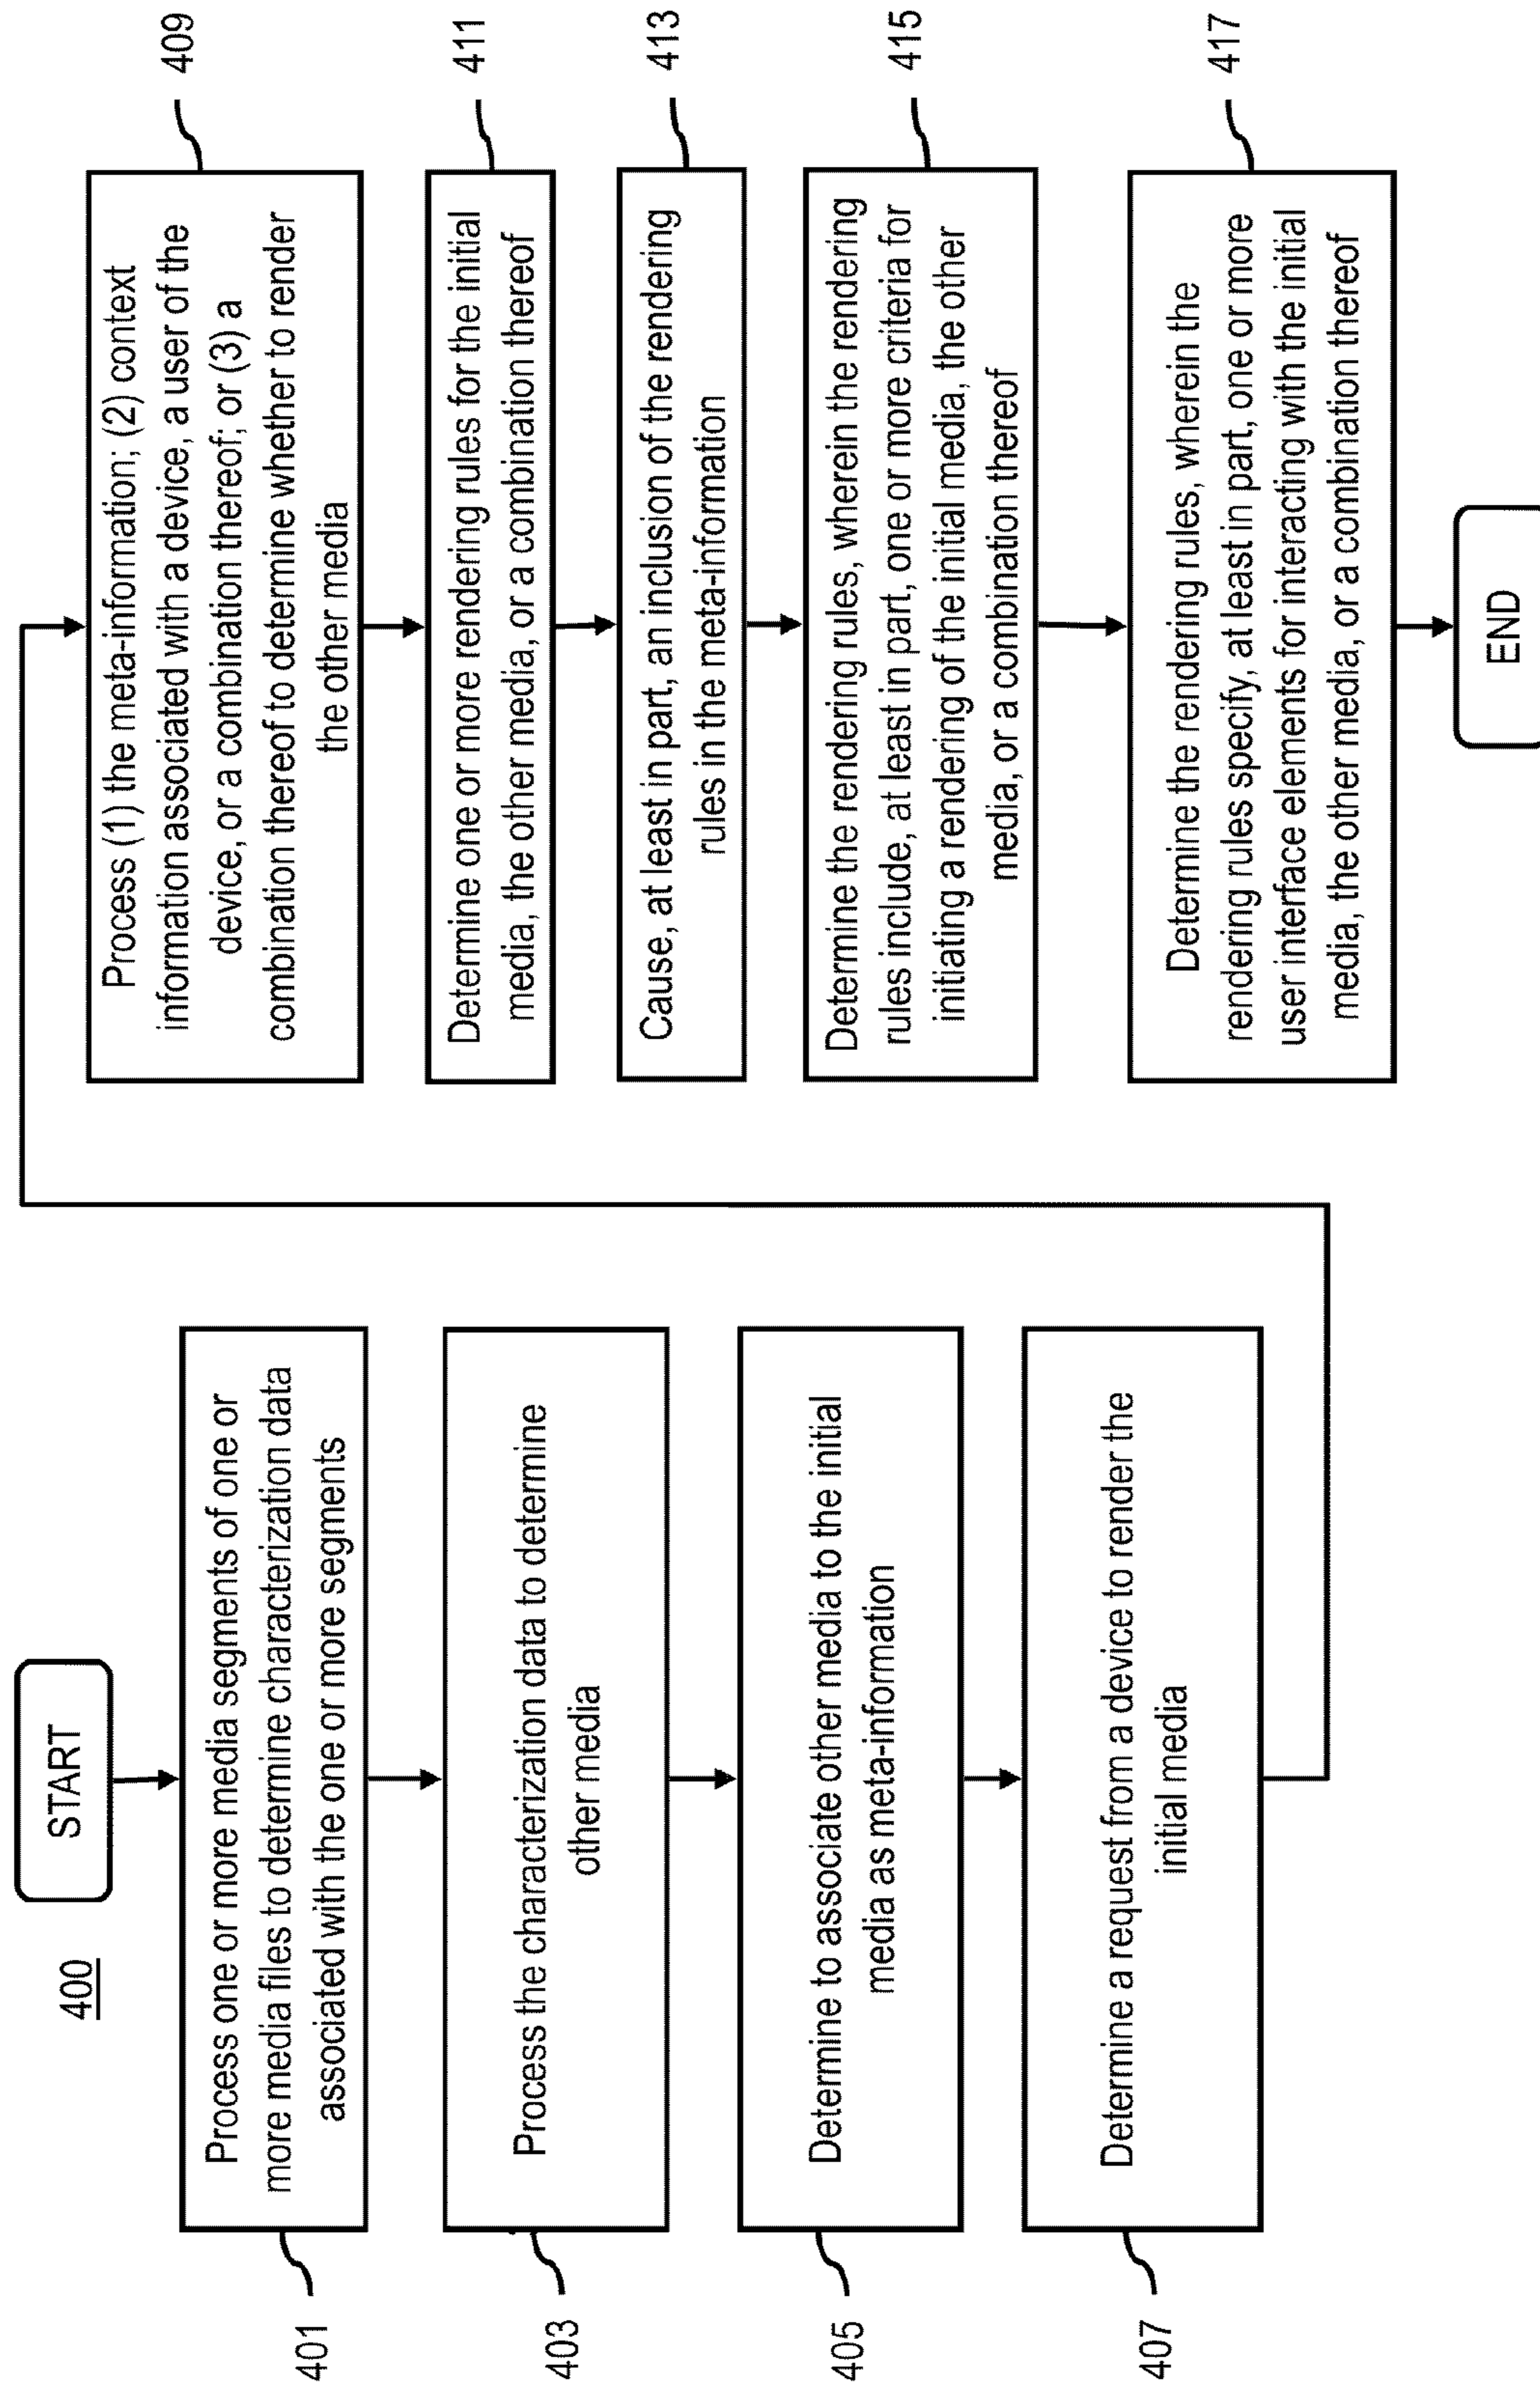 400
START
401
Process one or more media segments of one or
more media files to determine characterization data
associated with the one or more segments
403
Process the characterization data to determine
other media
405
Determine to associate other media to the initial
media as meta-information
407
Determine a request from a device to render the
initial media
409
Process (1) the meta-information; (2) context
information associated with a device, a user of the
device, or a combination thereof; or (3) a
combination thereof to determine whether to render
the other media
411
Determine one or more rendering rules for the initial
media, the other media, or a combination thereof
413
Cause, at least in part, an inclusion of the rendering
rules in the meta-information
415
Determine the rendering rules, wherein the rendering
rules include, at least in part, one or more criteria for
initiating a rendering of the initial media, the other
media, or a combination thereof
417
Determine the rendering rules, wherein the
rendering rules specify, at least in part, one or more
user interface elements for interacting with the initial
media, the other media, or a combination thereof
END